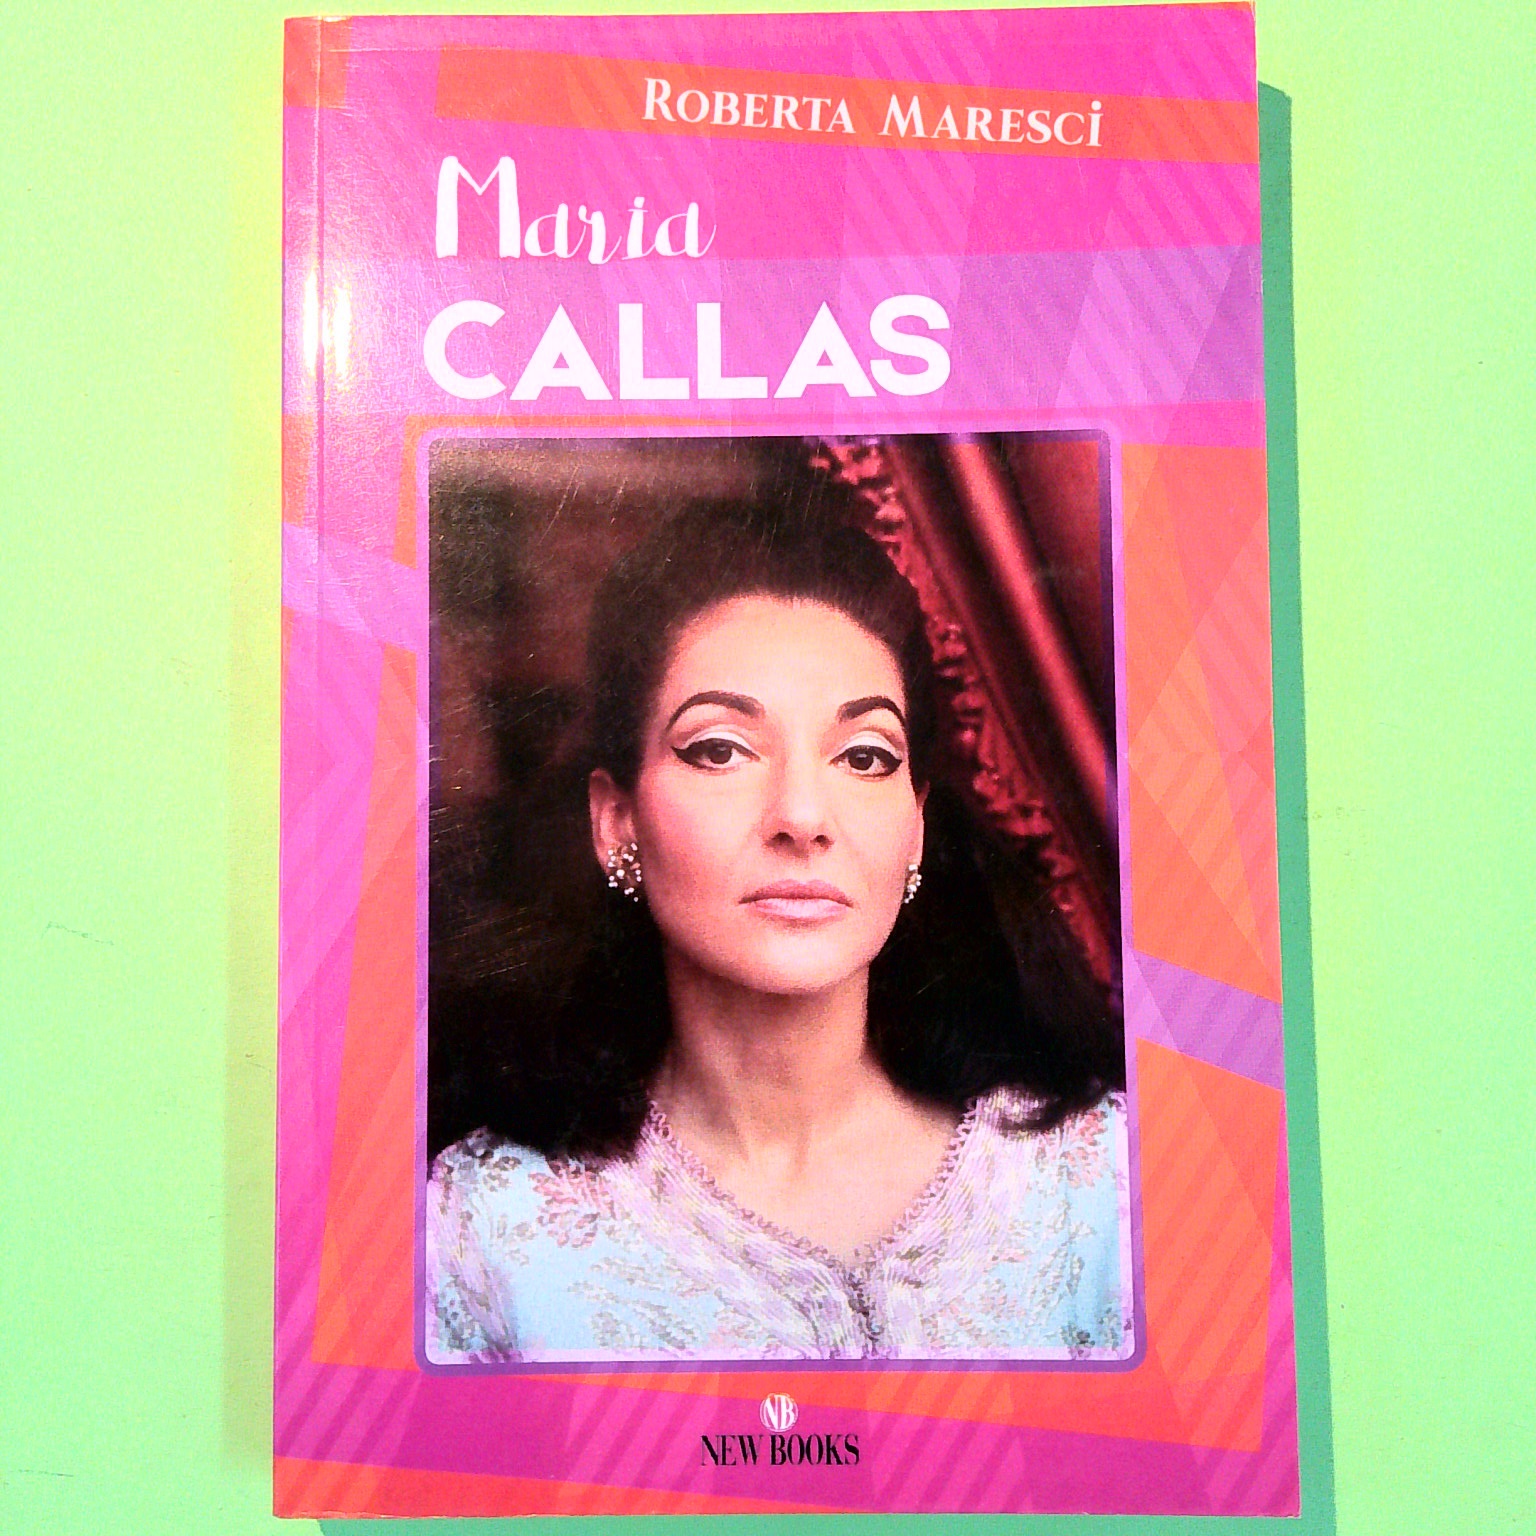 ROBERTA MARESCI
Maria
CALLAS
NB
NEW BOOKS